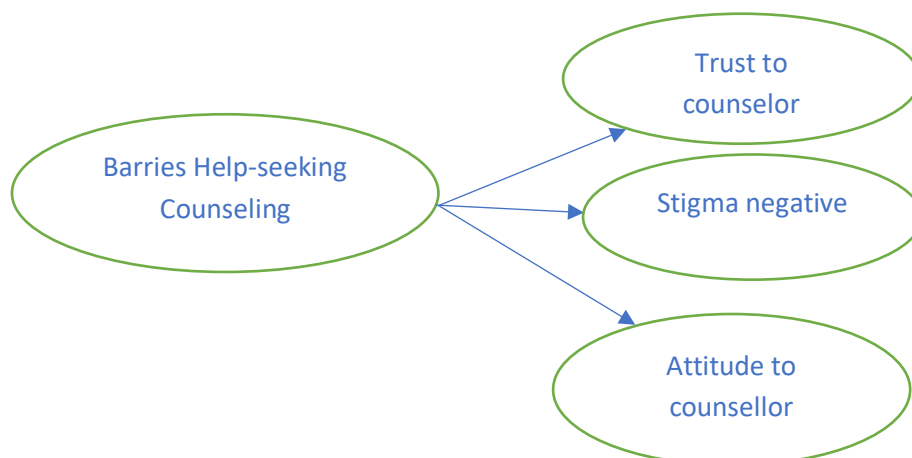 Barries Help-seeking
Counseling
Trust to
counselor
Stigma negative
Attitude to
counsellor